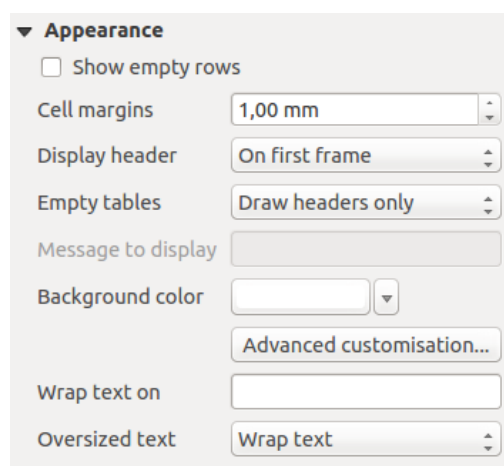 Appearance
Show empty rows
Cell margins 1,00 mm
Display header On first frame
Empty tables Draw headers only
Message to display
Background color
Advanced customisation...
Wrap text on
Oversized text Wrap text